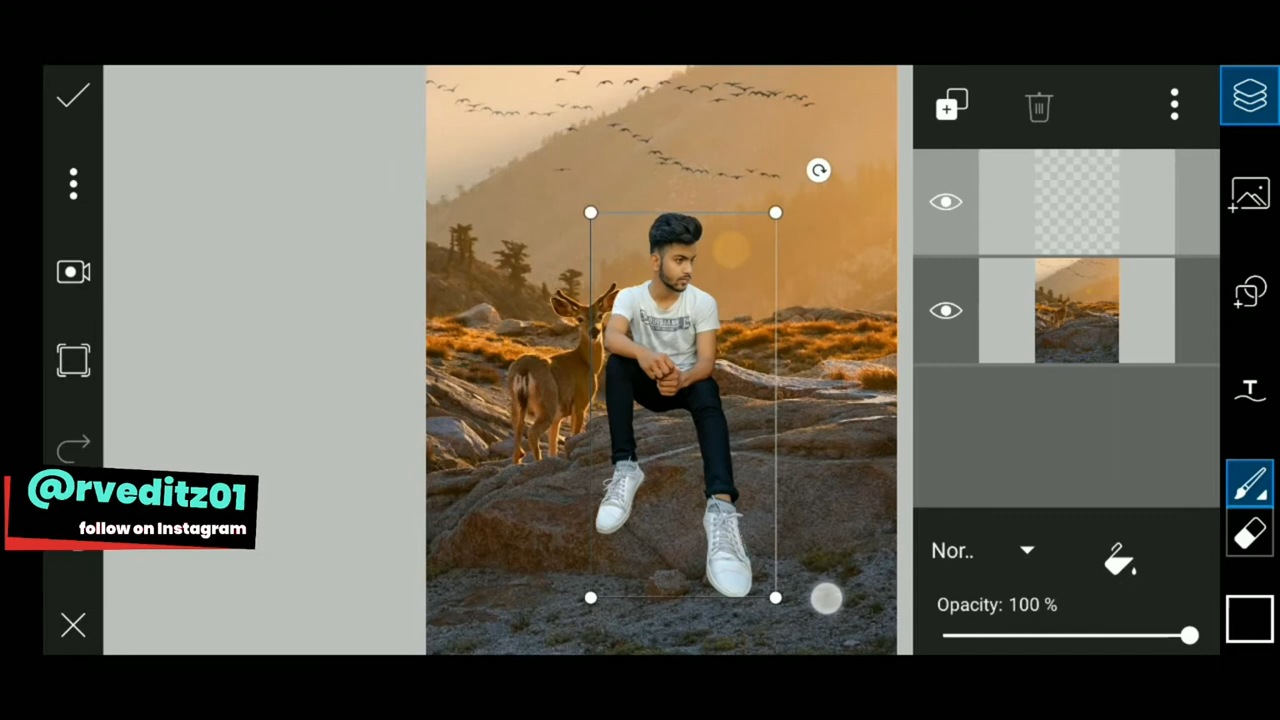 @rveditz01
follow on Instagram
T
Nor..
Opacity: 100 %